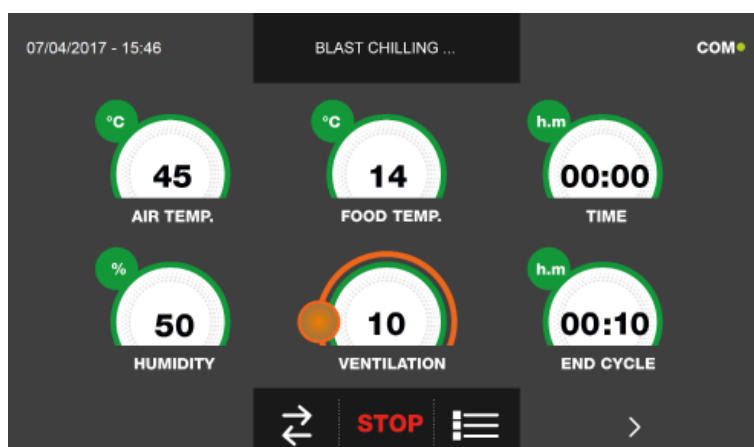 07/04/2017 - 15:46
BLAST CHILLING ...
COM
°C
45
AIR TEMP.
°C
14
FOOD TEMP.
h.m
00:00
TIME
%
50
HUMIDITY
10
VENTILATION
h.m
00:10
END CYCLE
STOP